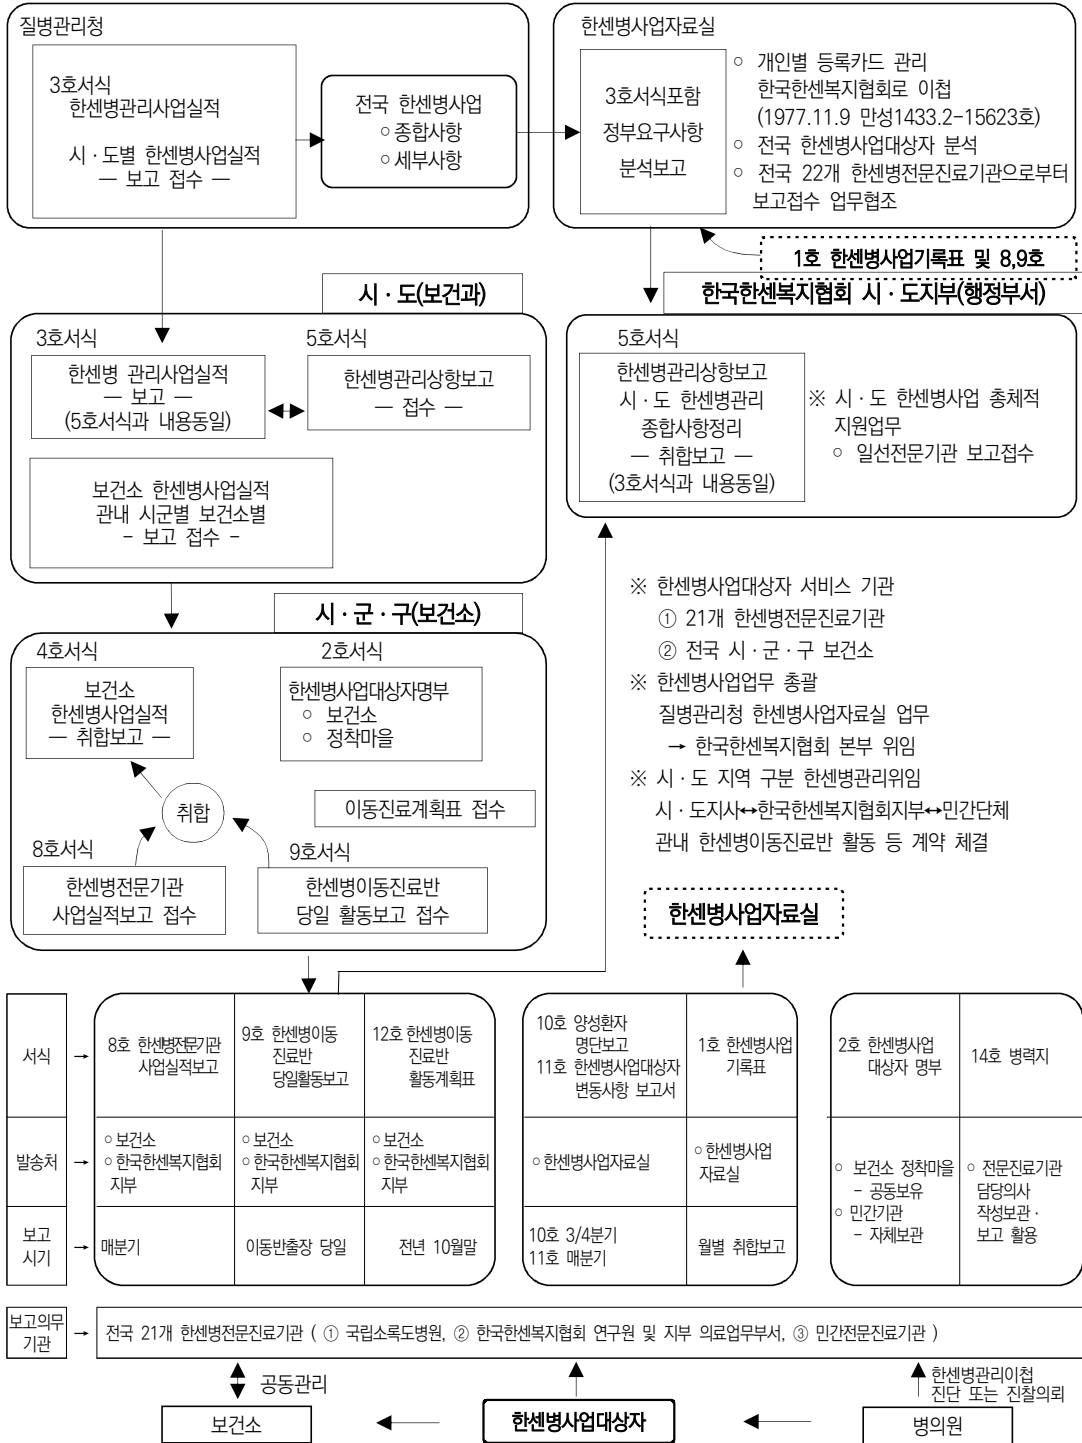 질병관리청
3호서식
한센병관리사업실적
시·도별 한센병사업실적
― 보고 접수 ―
전국 한센병사업
○ 종합사항
○ 세부사항
한센병사업자료실
3호서식포함
정부요구사항
분석보고
○ 개인별 등록카드 관리
한국한센복지협회로 이첩
(1977.11.9 만성1433.2-15623호)
○ 전국 한센병사업대상자 분석
○ 전국 22개 한센병전문진료기관으로부터
보고접수 업무협조
1호 한센병사업기록표 및 8,9호
시·도(보건과)
3호서식
한센병 관리사업실적
― 보고 ―
(5호서식과 내용동일)
5호서식
한센병관리상항보고
― 접수 ―
보건소 한센병사업실적
관내 시군별 보건소별
- 보고 접수 -
한국한센복지협회 시·도지부(행정부서)
5호서식
한센병관리상항보고
시·도 한센병관리
종합사항정리
― 취합보고 ―
(3호서식과 내용동일)
※ 시·도 한센병사업 총체적
지원업무
○ 일선전문기관 보고접수
시·군·구(보건소)
4호서식
보건소
한센병사업실적
― 취합보고 ―
2호서식
한센병사업대상자명부
○ 보건소
○ 정착마을
취합
이동진료계획표 접수
8호서식
한센병전문기관
사업실적보고 접수
9호서식
한센병이동진료반
당일 활동보고 접수
※ 한센병사업대상자 서비스 기관
① 21개 한센병전문진료기관
② 전국 시·군·구 보건소
※ 한센병사업업무 총괄
질병관리청 한센병사업자료실 업무
→ 한국한센복지협회 본부 위임
※ 시·도 지역 구분 한센병관리위임
시·도지사↔한국한센복지협회지부↔민간단체
관내 한센병이동진료반 활동 등 계약 체결
한센병사업자료실
서식 →
8호 한센병전문기관
사업실적보고
9호 한센병이동
진료반
당일활동보고
12호 한센병이동
진료반
활동계획표
10호 양성환자
명단보고
11호 한센병사업대상자
변동사항 보고서
1호 한센병사업
기록표
2호 한센병사업
대상자 명부
14호 병력지
발송처 →
○ 보건소
○ 한국한센복지협회
지부
○ 보건소
○ 한국한센복지협회
지부
○ 보건소
○ 한국한센복지협회
지부
○ 한센병사업자료실
○ 한센병사업
자료실
○ 보건소 정착마을
- 공동보유
○ 민간기관
- 자체보관
○ 전문진료기관
담당의사
작성보관·
보고 활용
보고
시기 →
매분기
이동반출장 당일
전년 10월말
10호 3/4분기
11호 매분기
월별 취합보고
보고의무
기관 →
전국 21개 한센병전문진료기관 ( ① 국립소록도병원, ② 한국한센복지협회 연구원 및 지부 의료업무부서, ③ 민간전문진료기관 )
공동관리
한센병관리이첩
진단 또는 진찰의뢰
보건소
한센병사업대상자
병의원